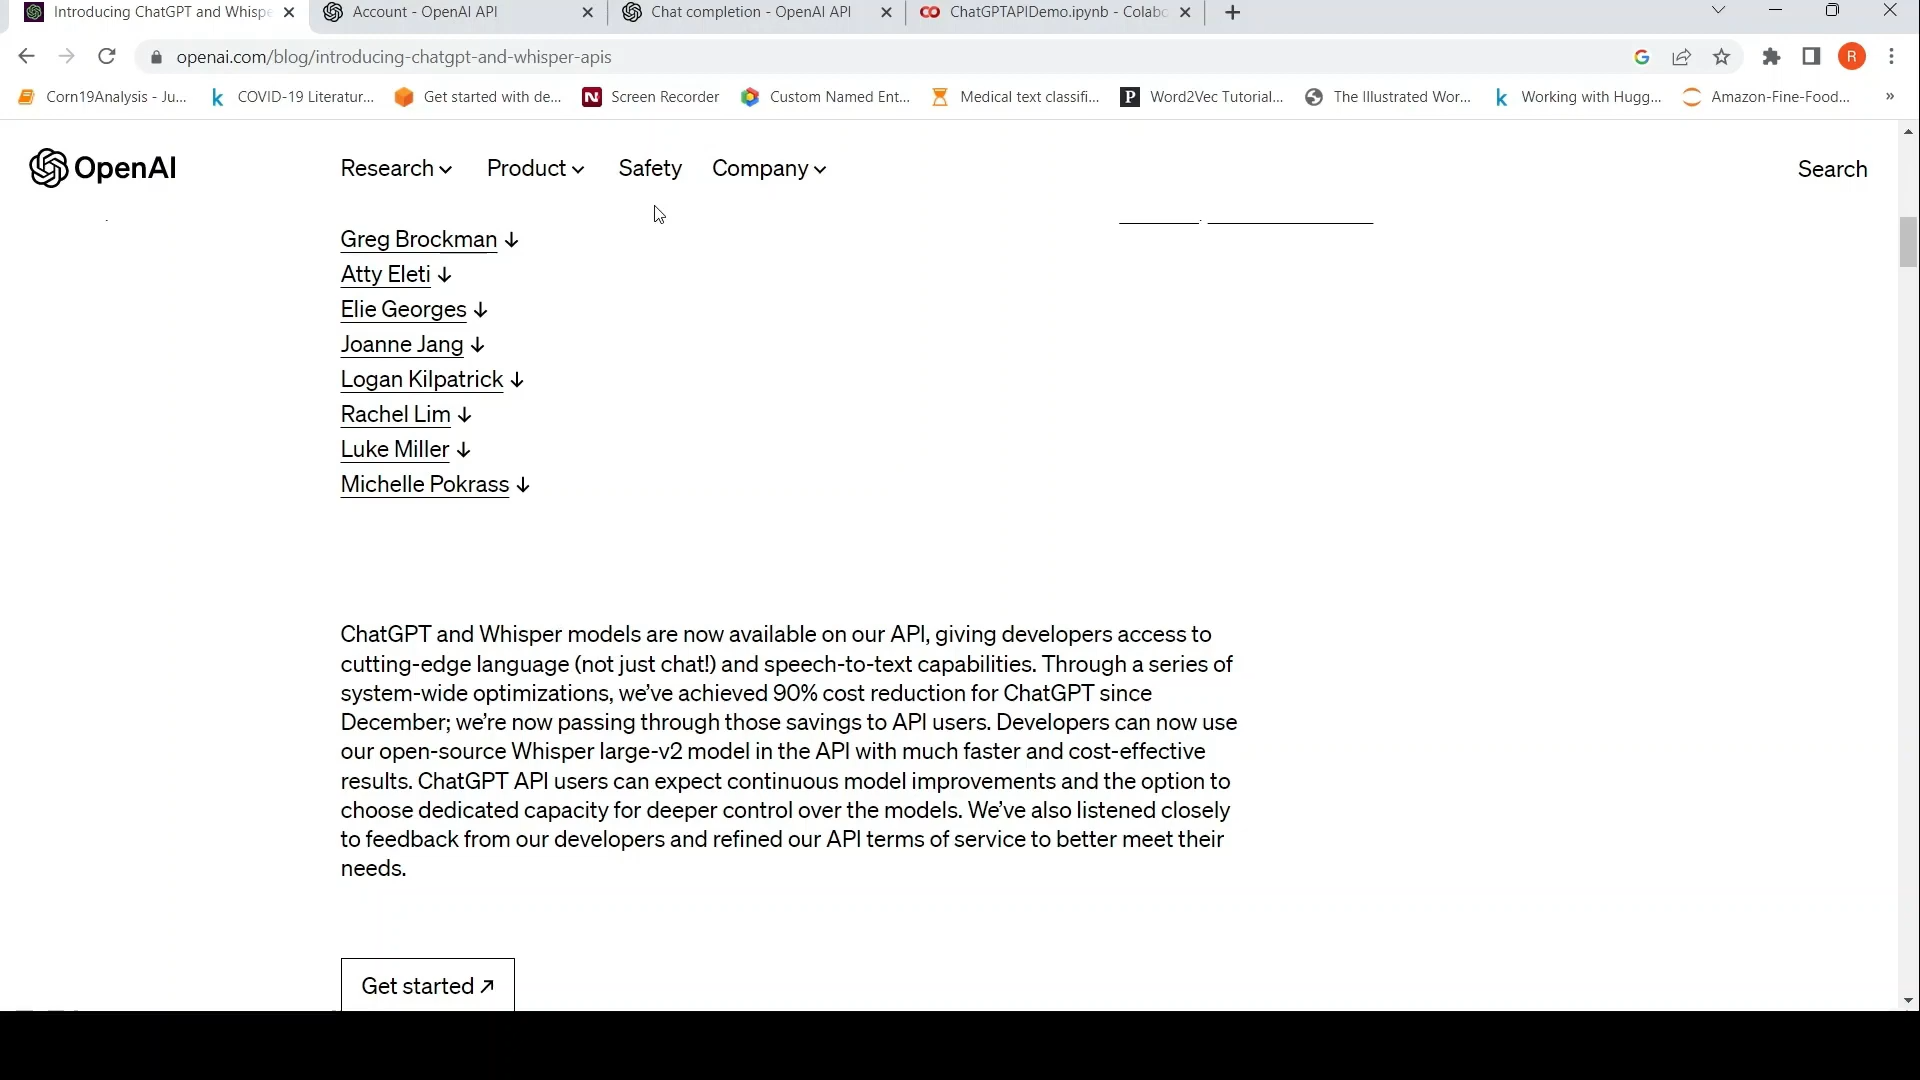 Introducing ChatGPT and Whispe
Account - OpenAI API
Chat completion - OpenAI API
ChatGPTAPIDemo.ipynb - Colabo
openai.com/blog/introducing-chatgpt-and-whisper-apis
R
Corn19Analysis - Ju...
COVID-19 Literatur...
Get started with de...
Screen Recorder
Custom Named Ent...
Medical text classifi...
Word2Vec Tutorial...
The Illustrated Wor...
Working with Hugg...
Amazon-Fine-Food...
»
OpenAI
Research
Product
Safety
Company
Search
Greg Brockman ↓
Atty Eleti ↓
Elie Georges ↓
Joanne Jang ↓
Logan Kilpatrick ↓
Rachel Lim ↓
Luke Miller ↓
Michelle Pokrass ↓
ChatGPT and Whisper models are now available on our API, giving developers access to
cutting-edge language (not just chat!) and speech-to-text capabilities. Through a series of
system-wide optimizations, we’ve achieved 90% cost reduction for ChatGPT since
December; we’re now passing through those savings to API users. Developers can now use
our open-source Whisper large-v2 model in the API with much faster and cost-effective
results. ChatGPT API users can expect continuous model improvements and the option to
choose dedicated capacity for deeper control over the models. We’ve also listened closely
to feedback from our developers and refined our API terms of service to better meet their
needs.
Get started ↗